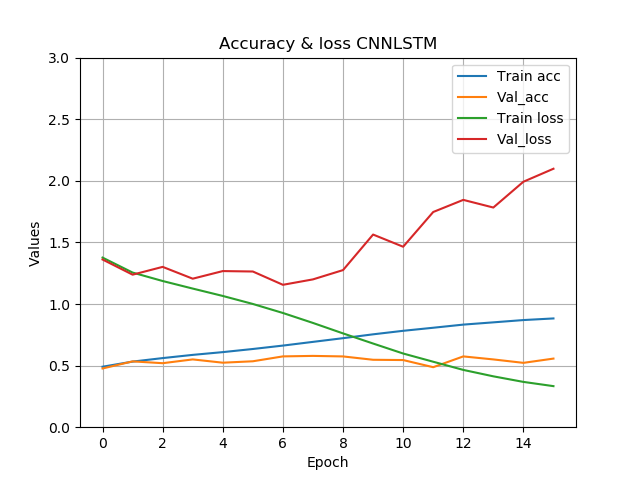 Accuracy & loss CNNLSTM
Train acc
Val_acc
Train loss
Val_loss
3.0
2.5
2.0
1.5
1.0
0.5
0.0
Values
0 2 4 6 8 10 12 14
Epoch